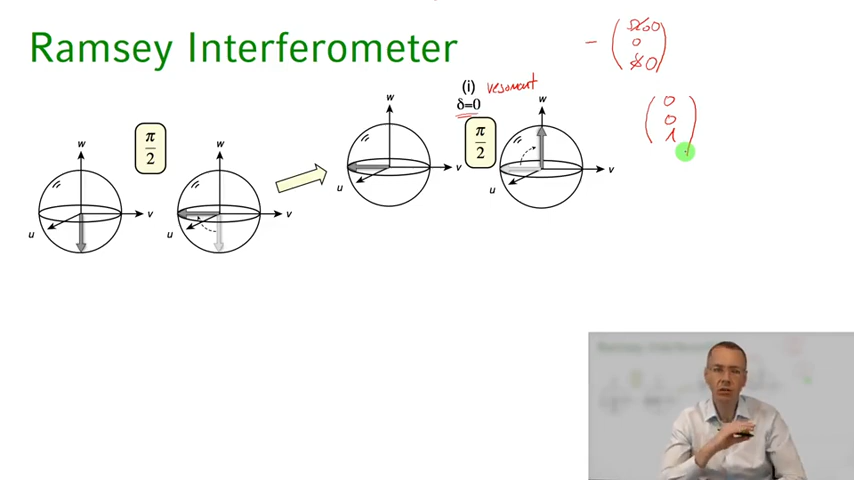 Ramsey Interferometer
(i) resonant
δ=0
π
2
π
2
w
v
u
w
v
u
w
v
u
w
v
u
0
0
1